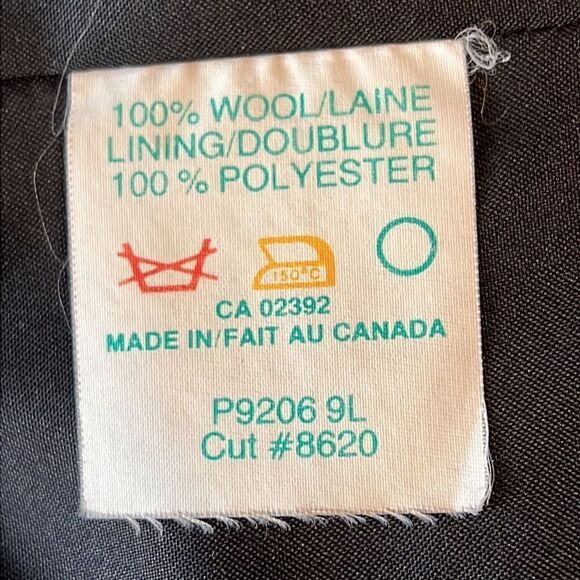 100% WOOL/LAINE
LINING/DOUBLURE
100 % POLYESTER
150°C
CA 02392
MADE IN/FAIT AU CANADA
P9206 9L
Cut #8620